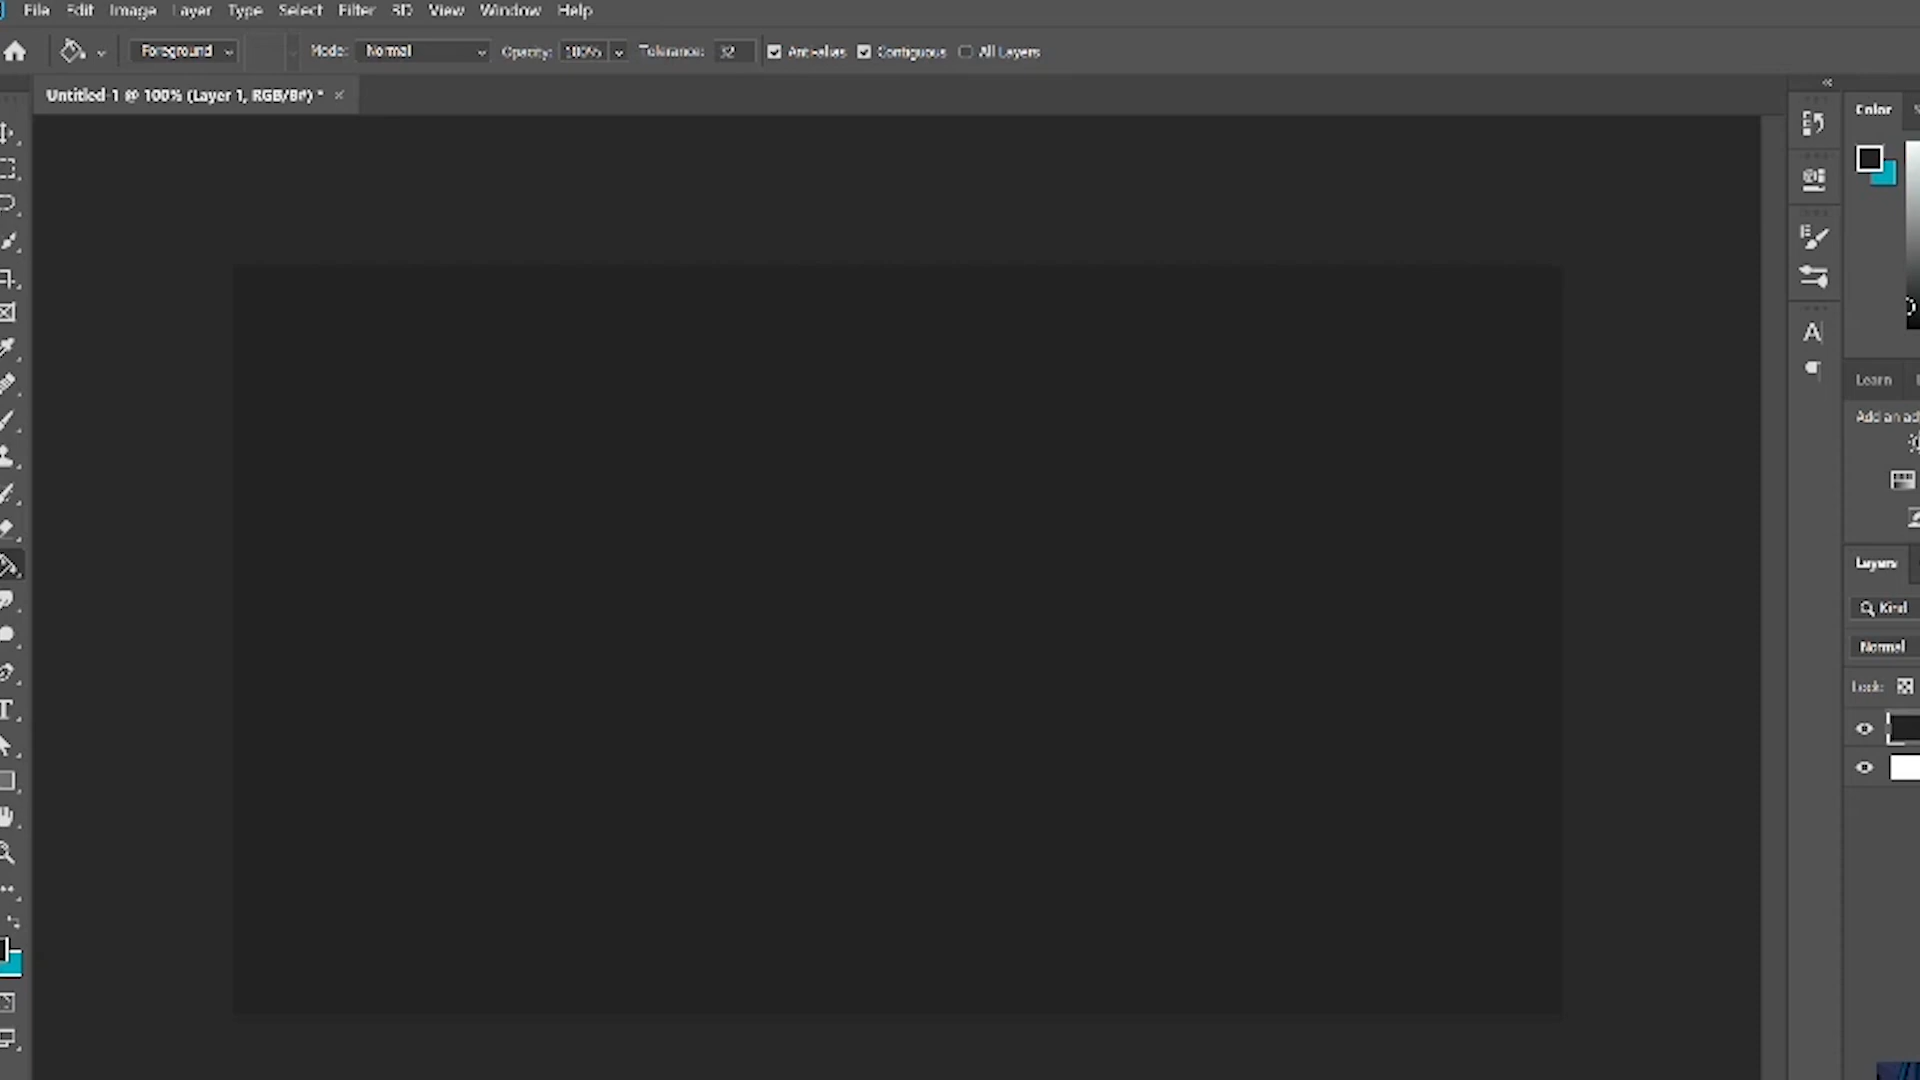 File Edit Image Layer Type Select Filter 3D View Window Help
Foreground Mode: Normal Opacity: 100% Tolerance: 32 Anti-alias Contiguous All Layers
Untitled-1 @ 100% (Layer 1, RGB/8#) * ×
Color
Learn
Add an
Layers
Kind
Normal
Lock: